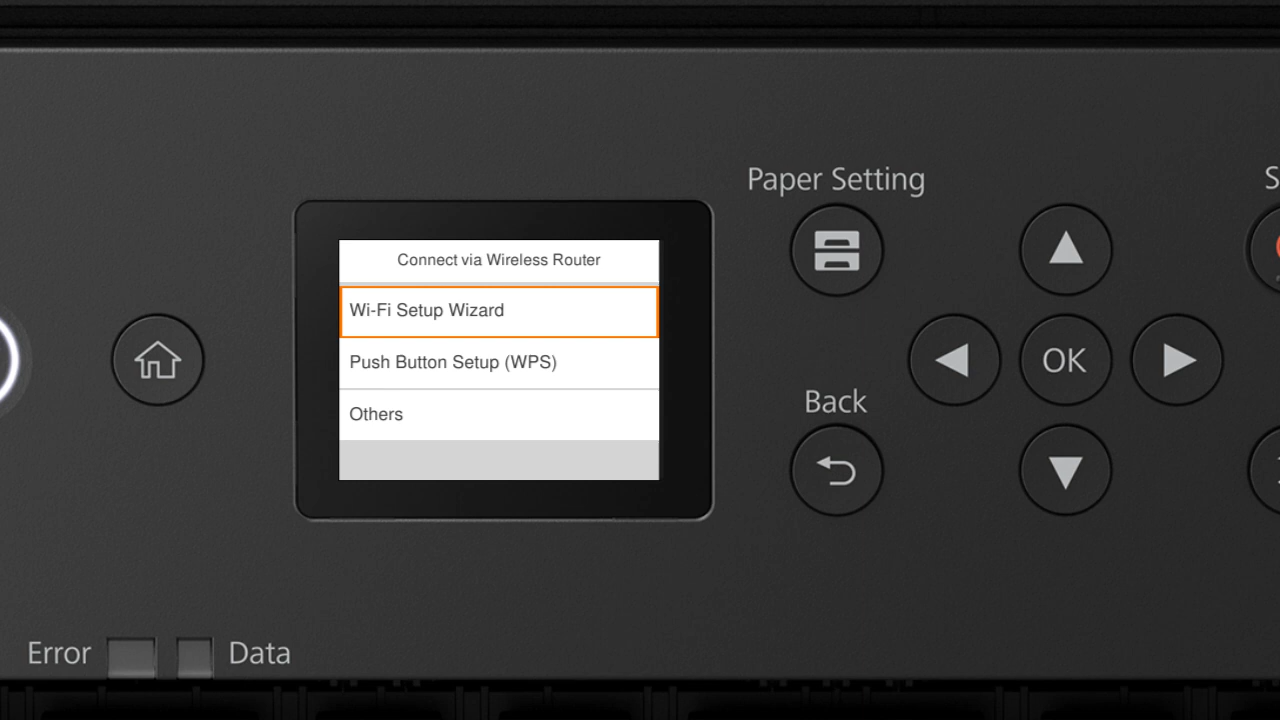 Paper Setting
S
Connect via Wireless Router
Wi-Fi Setup Wizard
Push Button Setup (WPS)
Others
OK
Back
Error
Data